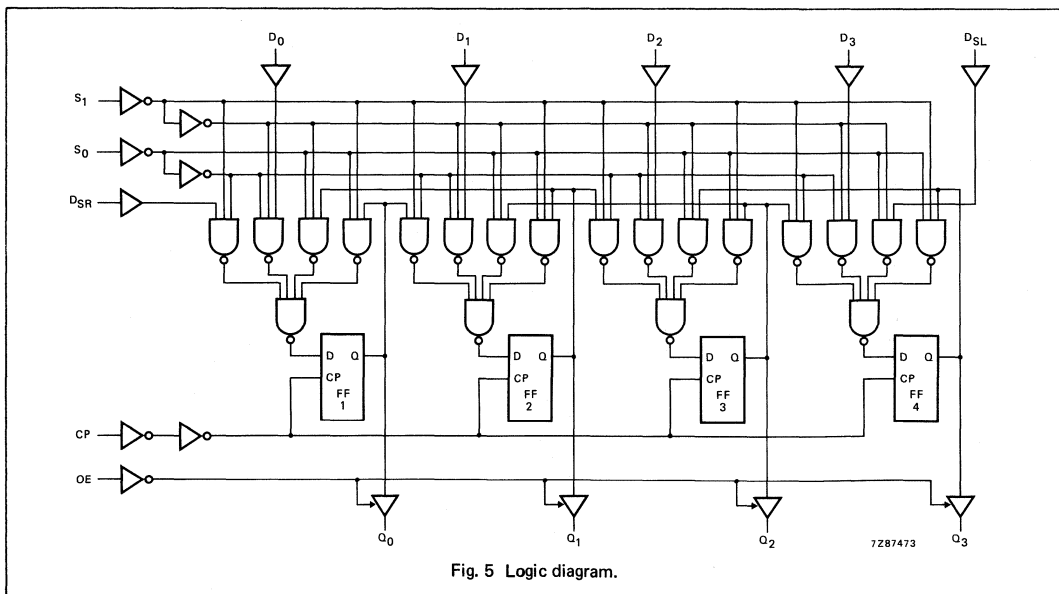 D0 D1 D2 D3 DSL
S1
S0
DSR
D Q D Q D Q D Q
CP CP CP CP
FF FF FF FF
1 2 3 4
CP
OE
Q0 Q1 Q2 Q3
7Z87473
Fig. 5 Logic diagram.